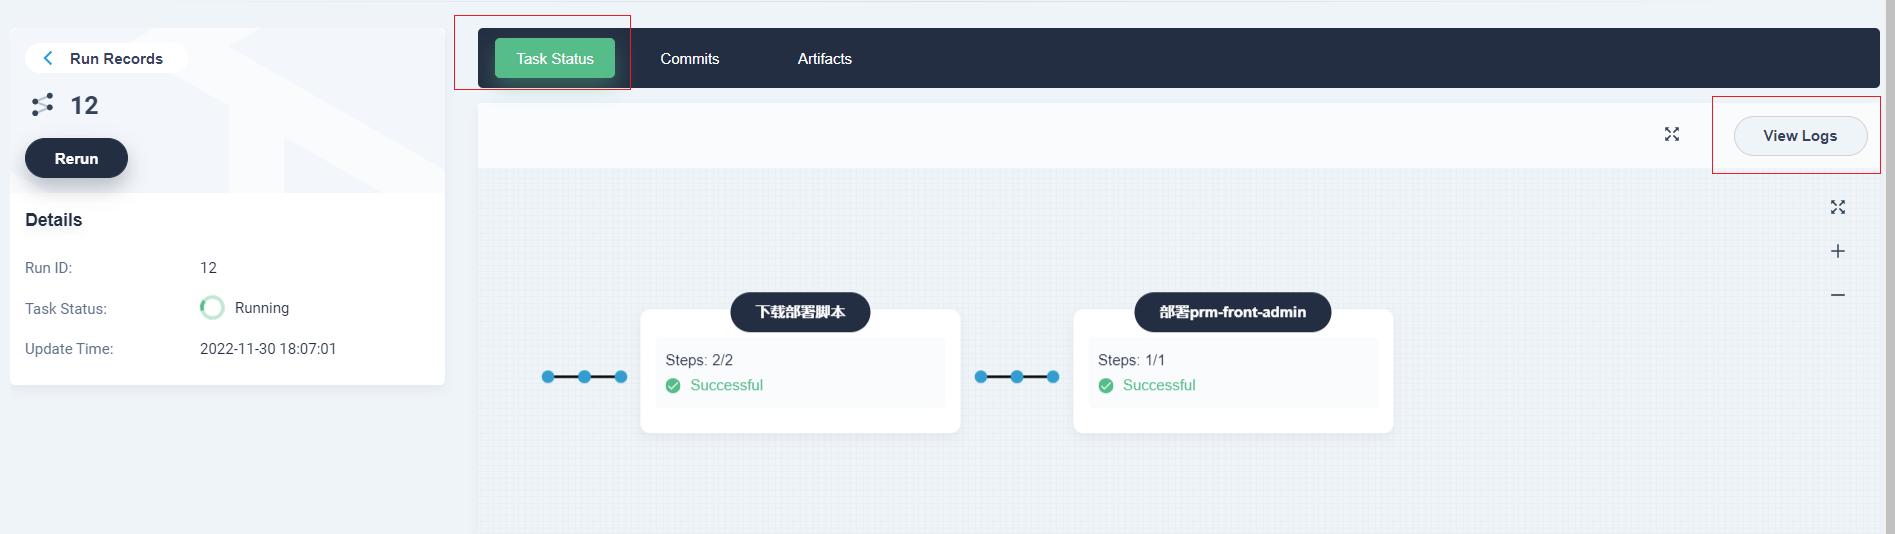 Run Records
12
Rerun
Details
Run ID: 12
Task Status: Running
Update Time: 2022-11-30 18:07:01
Task Status Commits Artifacts
View Logs
下载部署脚本
Steps: 2/2
Successful
部署prm-front-admin
Steps: 1/1
Successful